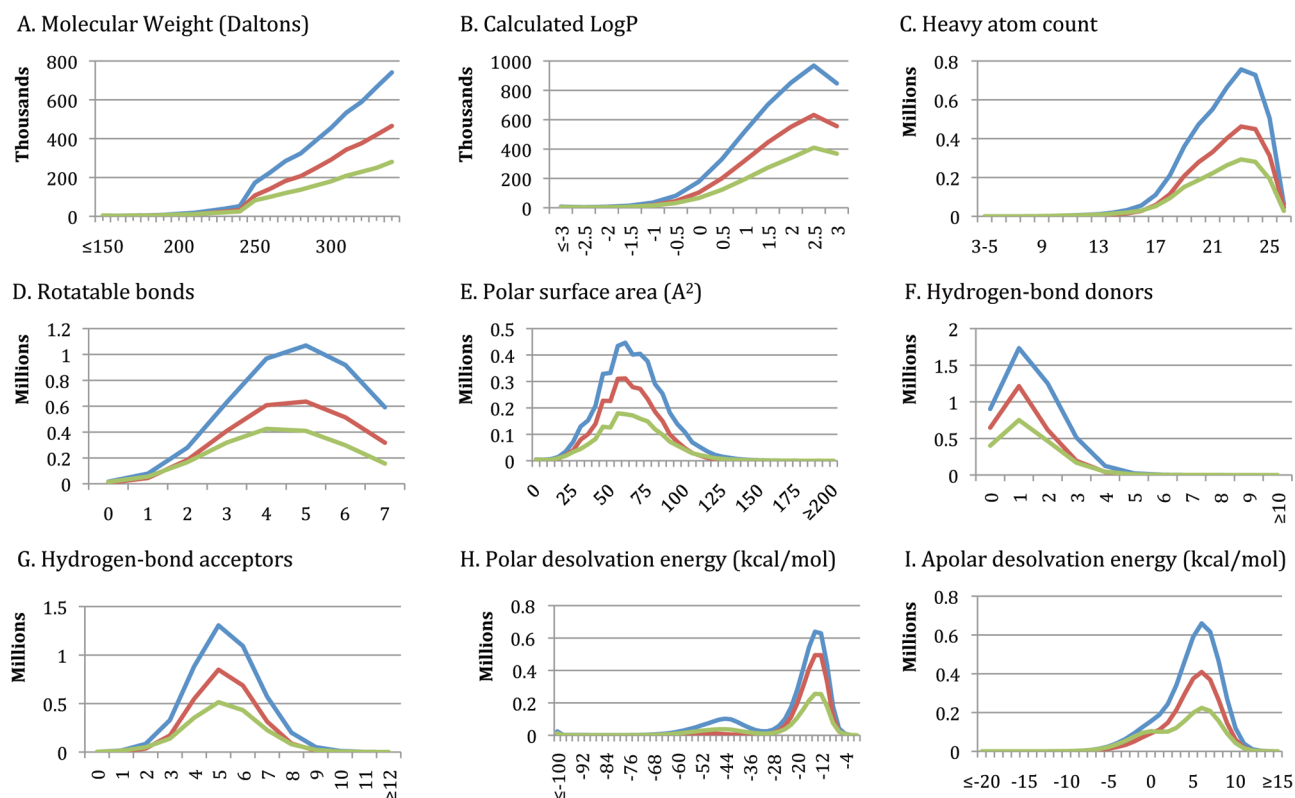 A. Molecular Weight (Daltons)
Thousands
800
600
400
200
0
≤150 200 250 300
B. Calculated LogP
Thousands
1000
800
600
400
200
0
≤-3 -2.5 -2 -1.5 -1 -0.5 0 0.5 1 1.5 2 2.5 3
C. Heavy atom count
Millions
0.8
0.6
0.4
0.2
0
3-5 9 13 17 21 25
D. Rotatable bonds
Millions
1.2
1
0.8
0.6
0.4
0.2
0
0 1 2 3 4 5 6 7
E. Polar surface area (A²)
Millions
0.5
0.4
0.3
0.2
0.1
0
0 25 50 75 100 125 150 175 ≥200
F. Hydrogen-bond donors
Millions
2
1.5
1
0.5
0
0 1 2 3 4 5 6 7 8 9 ≥10
G. Hydrogen-bond acceptors
Millions
1.5
1
0.5
0
0 1 2 3 4 5 6 7 8 9 10 11 ≥12
H. Polar desolvation energy (kcal/mol)
Millions
0.8
0.6
0.4
0.2
0
≤-100 -92 -84 -76 -68 -60 -52 -44 -36 -28 -20 -12 -4
I. Apolar desolvation energy (kcal/mol)
Millions
0.8
0.6
0.4
0.2
0
≤-20 -15 -10 -5 0 5 10 ≥15